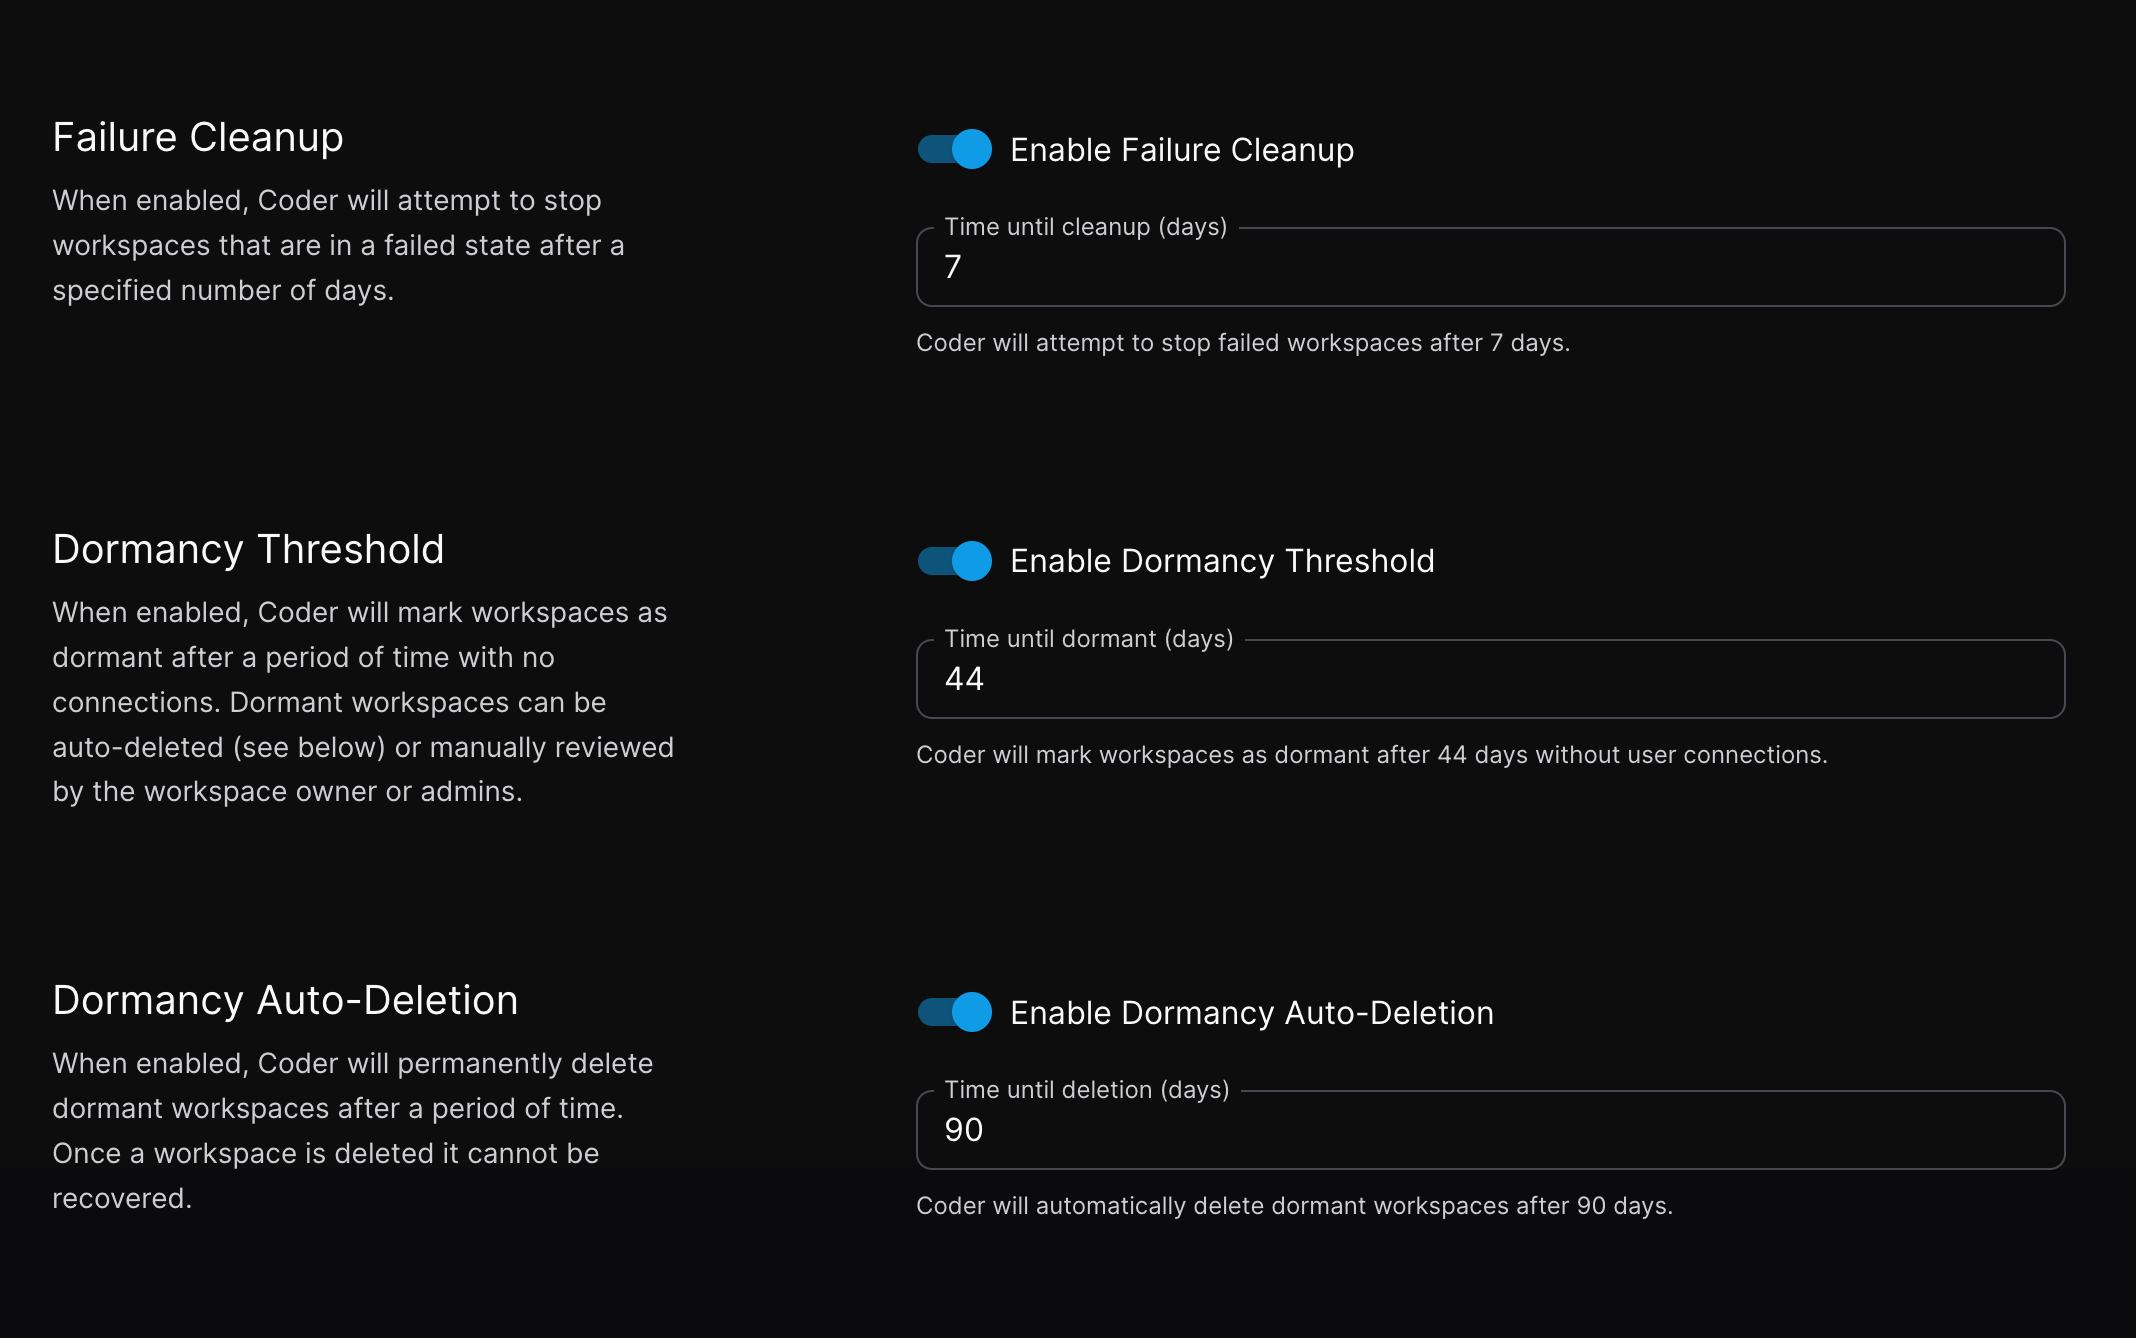 Failure Cleanup
When enabled, Coder will attempt to stop
workspaces that are in a failed state after a
specified number of days.
Enable Failure Cleanup
Time until cleanup (days)
7
Coder will attempt to stop failed workspaces after 7 days.
Dormancy Threshold
When enabled, Coder will mark workspaces as
dormant after a period of time with no
connections. Dormant workspaces can be
auto-deleted (see below) or manually reviewed
by the workspace owner or admins.
Enable Dormancy Threshold
Time until dormant (days)
44
Coder will mark workspaces as dormant after 44 days without user connections.
Dormancy Auto-Deletion
When enabled, Coder will permanently delete
dormant workspaces after a period of time.
Once a workspace is deleted it cannot be
recovered.
Enable Dormancy Auto-Deletion
Time until deletion (days)
90
Coder will automatically delete dormant workspaces after 90 days.